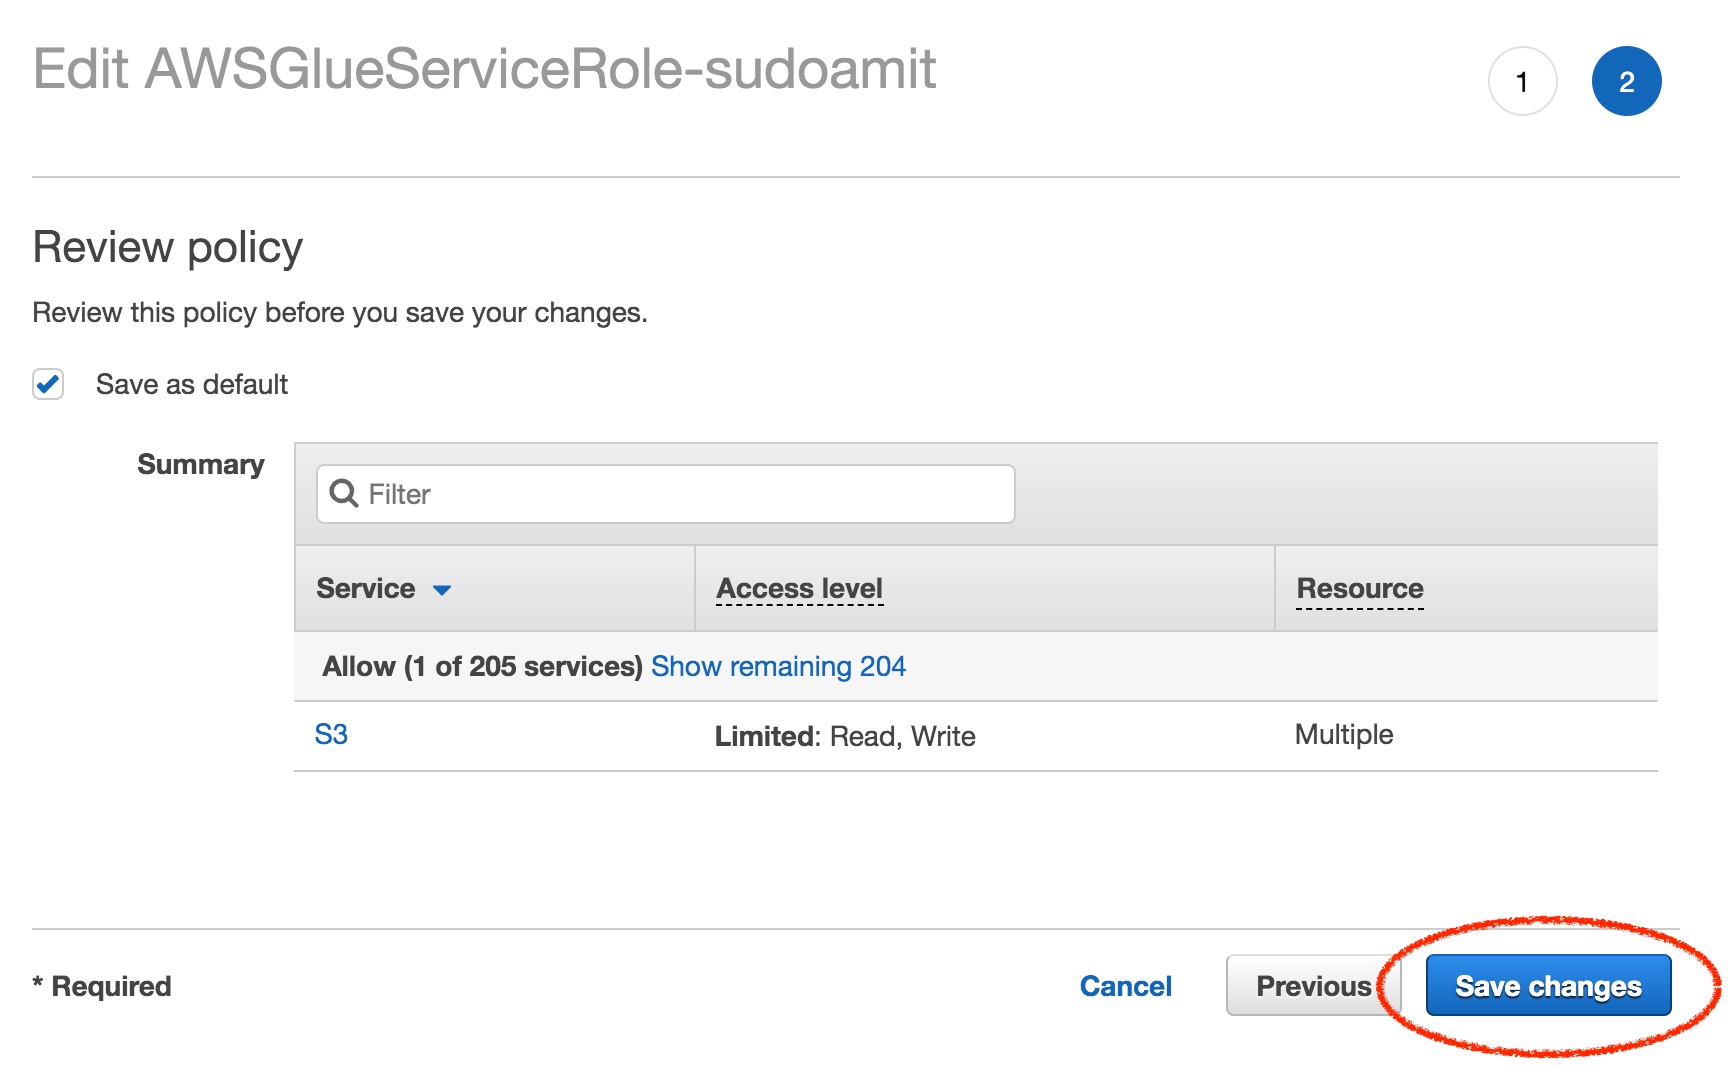 Edit AWSGlueServiceRole-sudoamit
1
2
Review policy
Review this policy before you save your changes.
Save as default
Summary
Filter
Service
Access level
Resource
Allow (1 of 205 services) Show remaining 204
S3
Limited: Read, Write
Multiple
* Required
Cancel
Previous
Save changes